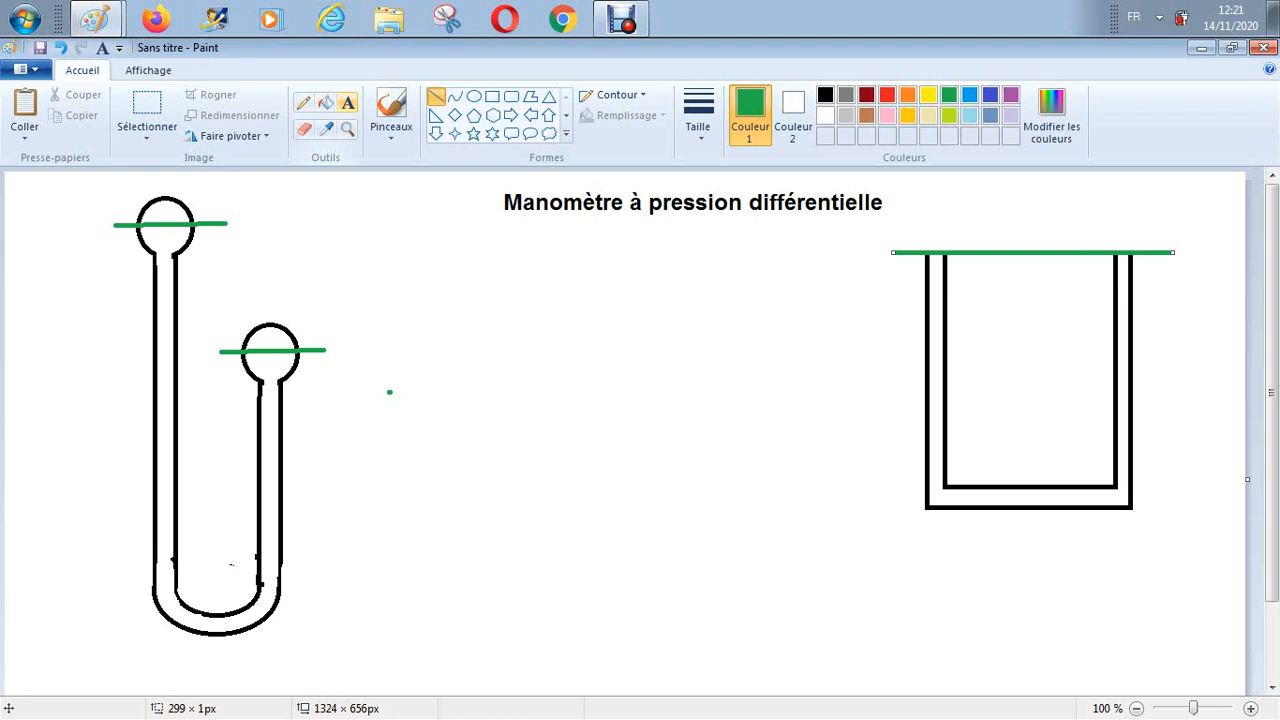 FR
12:21
14/11/2020
Sans titre - Paint
Accueil
Affichage
Coller
Couper
Copier
Presse-papiers
Sélectionner
Rogner
Redimensionner
Faire pivoter
Image
Outils
Pinceaux
Contour
Remplissage
Formes
Taille
Couleur
1
Couleur
2
Modifier les
couleurs
Couleurs
Manomètre à pression différentielle
299 × 1px
1324 × 656px
100 %